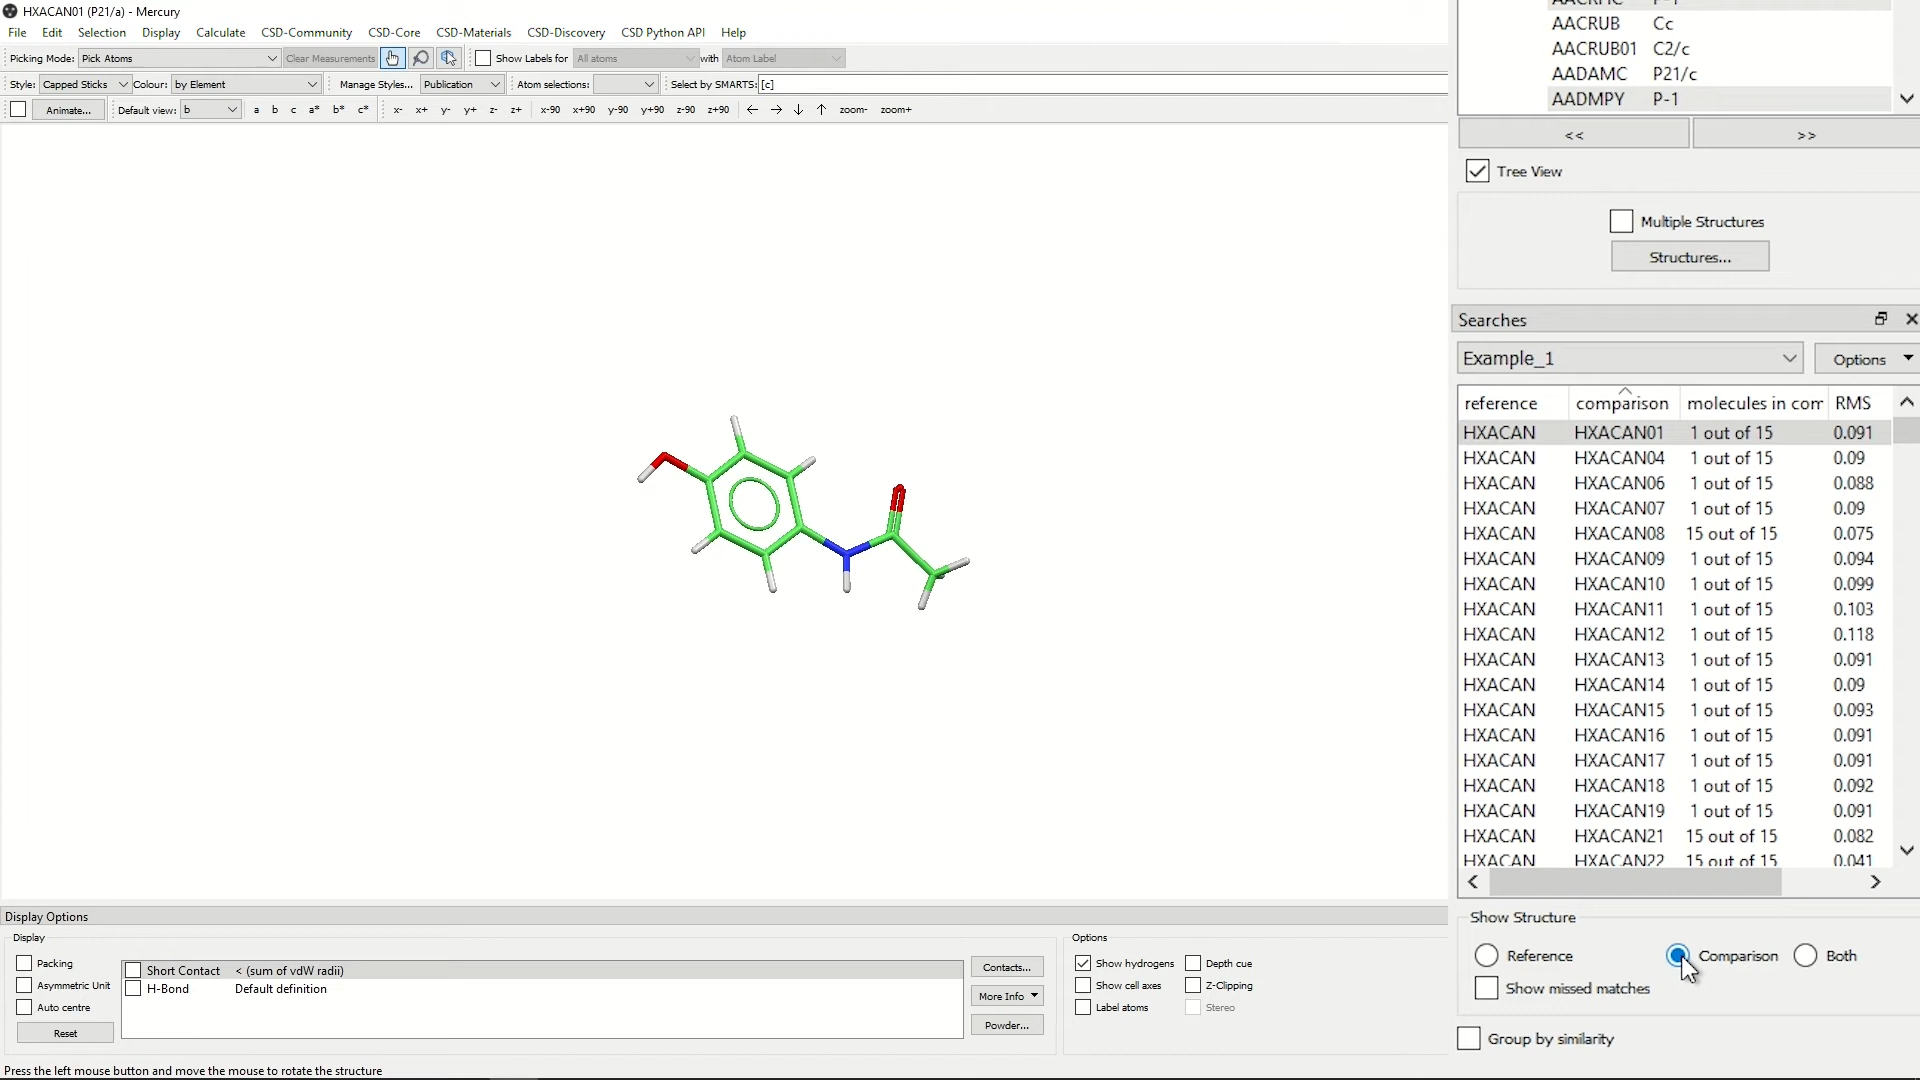 HXACAN01 (P21/a) - Mercury
File Edit Selection Display Calculate CSD-Community CSD-Core CSD-Materials CSD-Discovery CSD Python API Help
Picking Mode: Pick Atoms Clear Measurements Show Labels for All atoms with Atom Label
Style: Capped Sticks Colour: by Element Manage Styles... Publication Atom selections: Select by SMARTS: [c]
Animate... Default view: b a b c a* b* c* x- x+ y- y+ z- z+ x-90 x+90 y-90 y+90 z-90 z+90 zoom- zoom+
AACRUB Cc
AACRUB01 C2/c
AADAMC P21/c
AADMPY P-1
<< >>
Tree View
Multiple Structures
Structures...
Searches
Example_1 Options
reference comparison molecules in com RMS
HXACAN HXACAN01 1 out of 15 0.091
HXACAN HXACAN04 1 out of 15 0.09
HXACAN HXACAN06 1 out of 15 0.088
HXACAN HXACAN07 1 out of 15 0.09
HXACAN HXACAN08 15 out of 15 0.075
HXACAN HXACAN09 1 out of 15 0.094
HXACAN HXACAN10 1 out of 15 0.099
HXACAN HXACAN11 1 out of 15 0.103
HXACAN HXACAN12 1 out of 15 0.118
HXACAN HXACAN13 1 out of 15 0.091
HXACAN HXACAN14 1 out of 15 0.09
HXACAN HXACAN15 1 out of 15 0.093
HXACAN HXACAN16 1 out of 15 0.091
HXACAN HXACAN17 1 out of 15 0.091
HXACAN HXACAN18 1 out of 15 0.092
HXACAN HXACAN19 1 out of 15 0.091
HXACAN HXACAN21 15 out of 15 0.082
HXACAN HXACAN22 15 out of 15 0.041
Show Structure
Reference Comparison Both
Show missed matches
Group by similarity
Display Options
Display
Packing
Asymmetric Unit
Auto centre
Reset
Short Contact < (sum of vdW radii)
H-Bond Default definition
Contacts...
More Info
Powder...
Options
Show hydrogens Depth cue
Show cell axes Z-Clipping
Label atoms Stereo
Press the left mouse button and move the mouse to rotate the structure